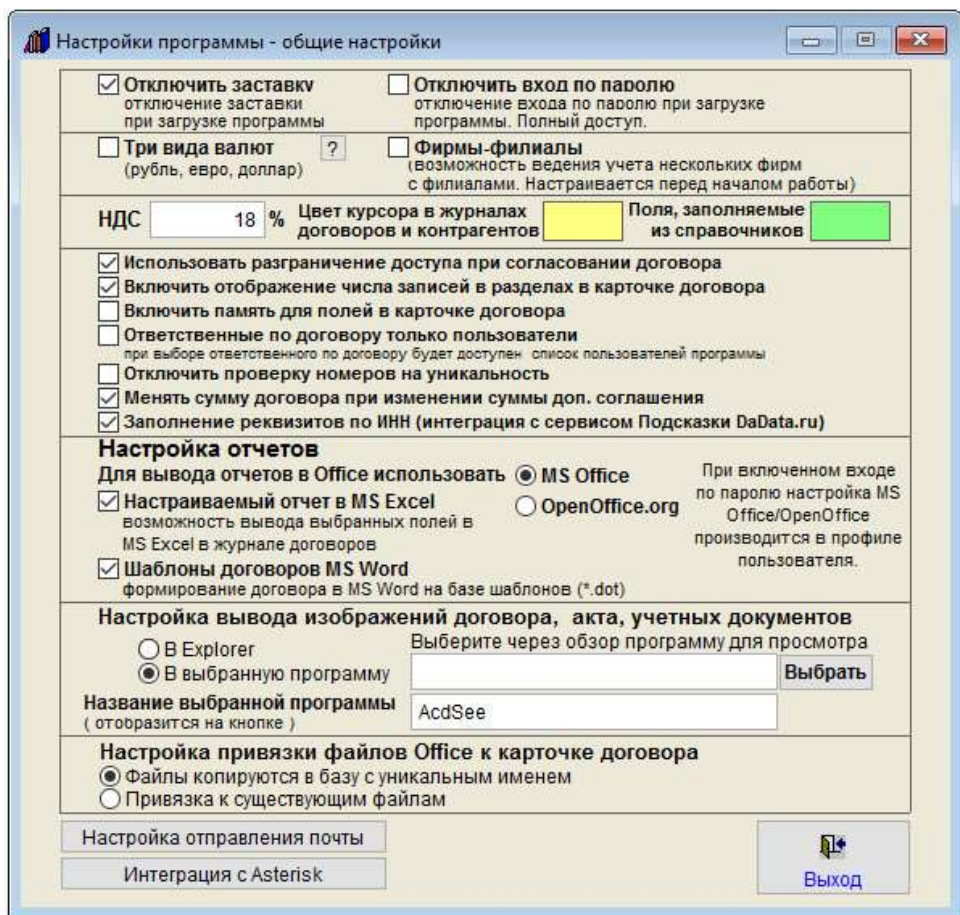 Настройки программы - общие настройки
Отключить заставку
отключение заставки
при загрузке программы
Отключить вход по паролю
отключение входа по паролю при загрузке
программы. Полный доступ.
Три вида валют
?
(рубль, евро, доллар)
Фирмы-филиалы
(возможность ведения учета нескольких фирм
с филиалами. Настраивается перед началом работы)
НДС 18 %
Цвет курсора в журналах
договоров и контрагентов
Поля, заполняемые
из справочников
Использовать разграничение доступа при согласовании договора
Включить отображение числа записей в разделах в карточке договора
Включить память для полей в карточке договора
Ответственные по договору только пользователи
при выборе ответственного по договору будет доступен список пользователей программы
Отключить проверку номеров на уникальность
Менять сумму договора при изменении суммы доп. соглашения
Заполнение реквизитов по ИНН (интеграция с сервисом Подсказки DaData.ru)
Настройка отчетов
Для вывода отчетов в Office использовать
MS Office
OpenOffice.org
При включенном входе
по паролю настройка MS
Office/OpenOffice
производится в профиле
пользователя.
Настраиваемый отчет в MS Excel
возможность вывода выбранных полей в
MS Excel в журнале договоров
Шаблоны договоров MS Word
формирование договора в MS Word на базе шаблонов (*.dot)
Настройка вывода изображений договора, акта, учетных документов
В Explorer
В выбранную программу
Выберите через обзор программу для просмотра
Выбрать
Название выбранной программы
( отобразится на кнопке )
AcdSee
Настройка привязки файлов Office к карточке договора
Файлы копируются в базу с уникальным именем
Привязка к существующим файлам
Настройка отправления почты
Интеграция с Asterisk
Выход